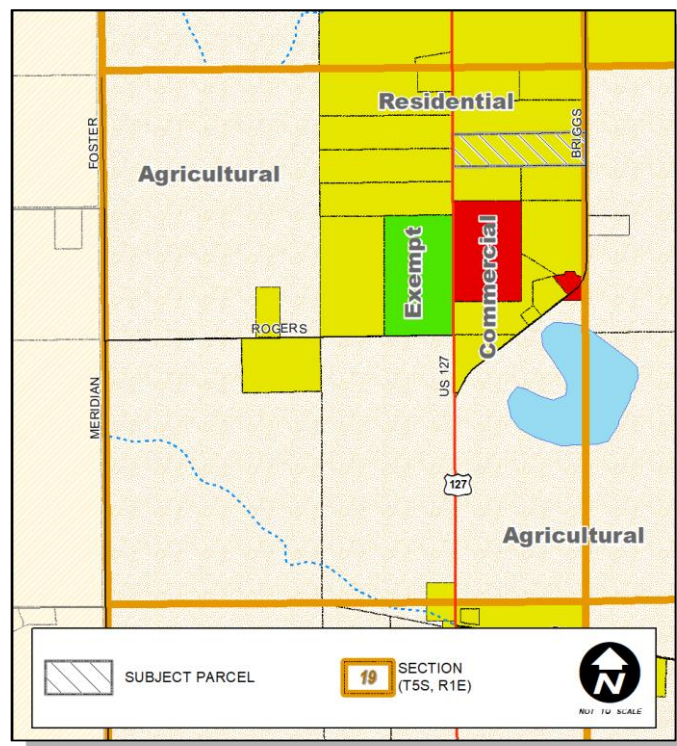 Residential
FOSTER
BRIGGS
Agricultural
Exempt
Commercial
ROGERS
US 127
MERIDIAN
127
Agricultural
SUBJECT PARCEL
19
SECTION
(T5S, R1E)
N
NOT TO SCALE